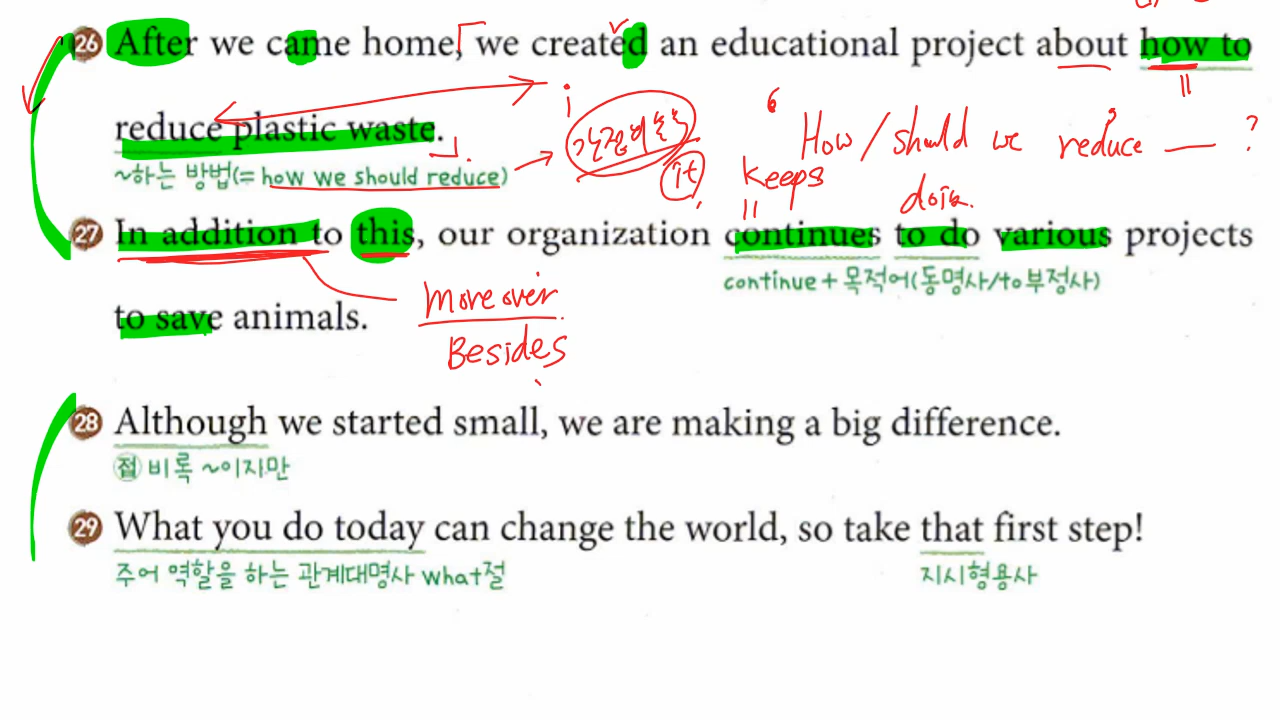 26 After we came home, we created an educational project about how to
reduce plastic waste.
~하는 방법(= how we should reduce)
간접의문문
it
How / should we reduce ?
keeps
27 In addition to this, our organization continues to do various projects
continue + 목적어(동명사/to부정사)
to save animals.
Moreover
Besides
28 Although we started small, we are making a big difference.
접 비록 ~이지만
29 What you do today can change the world, so take that first step!
주어 역할을 하는 관계대명사 what절
지시형용사